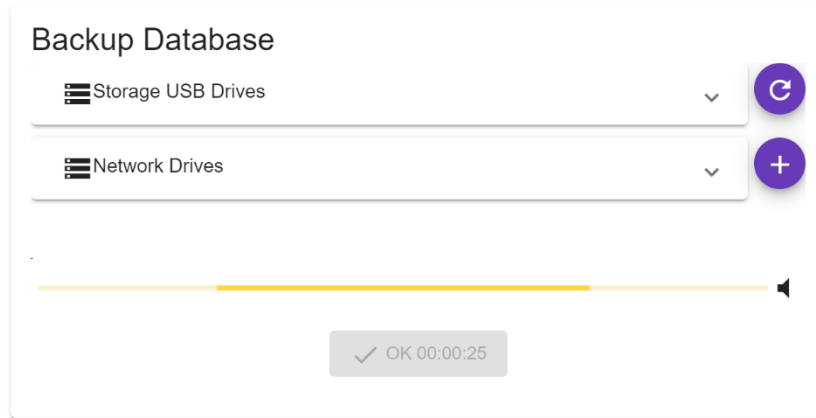 Backup Database
Storage USB Drives
Network Drives
.
OK 00:00:25